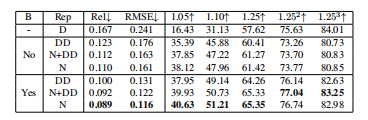 B Rep Rel↓ RMSE↓ 1.05↑ 1.10↑ 1.25↑ 1.25²↑ 1.25³↑
- D 0.167 0.241 16.43 31.13 57.62 75.63 84.01
DD 0.123 0.176 35.39 45.88 60.41 73.26 80.73
No N+DD 0.112 0.163 37.85 47.22 61.27 73.70 80.83
N 0.110 0.161 38.12 47.96 61.42 73.77 80.85
DD 0.100 0.131 37.95 49.14 64.26 76.14 82.63
Yes N+DD 0.092 0.122 39.93 50.73 65.33 77.04 83.25
N 0.089 0.116 40.63 51.21 65.35 76.74 82.98